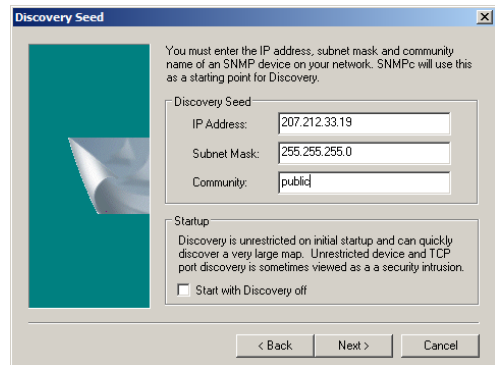 Discovery Seed
You must enter the IP address, subnet mask and community
name of an SNMP device on your network. SNMPc will use this
as a starting point for Discovery.
Discovery Seed
IP Address: 207.212.33.19
Subnet Mask: 255.255.255.0
Community: public
Startup
Discovery is unrestricted on initial startup and can quickly
discover a very large map. Unrestricted device and TCP
port discovery is sometimes viewed as a a security intrusion.
Start with Discovery off
< Back Next > Cancel